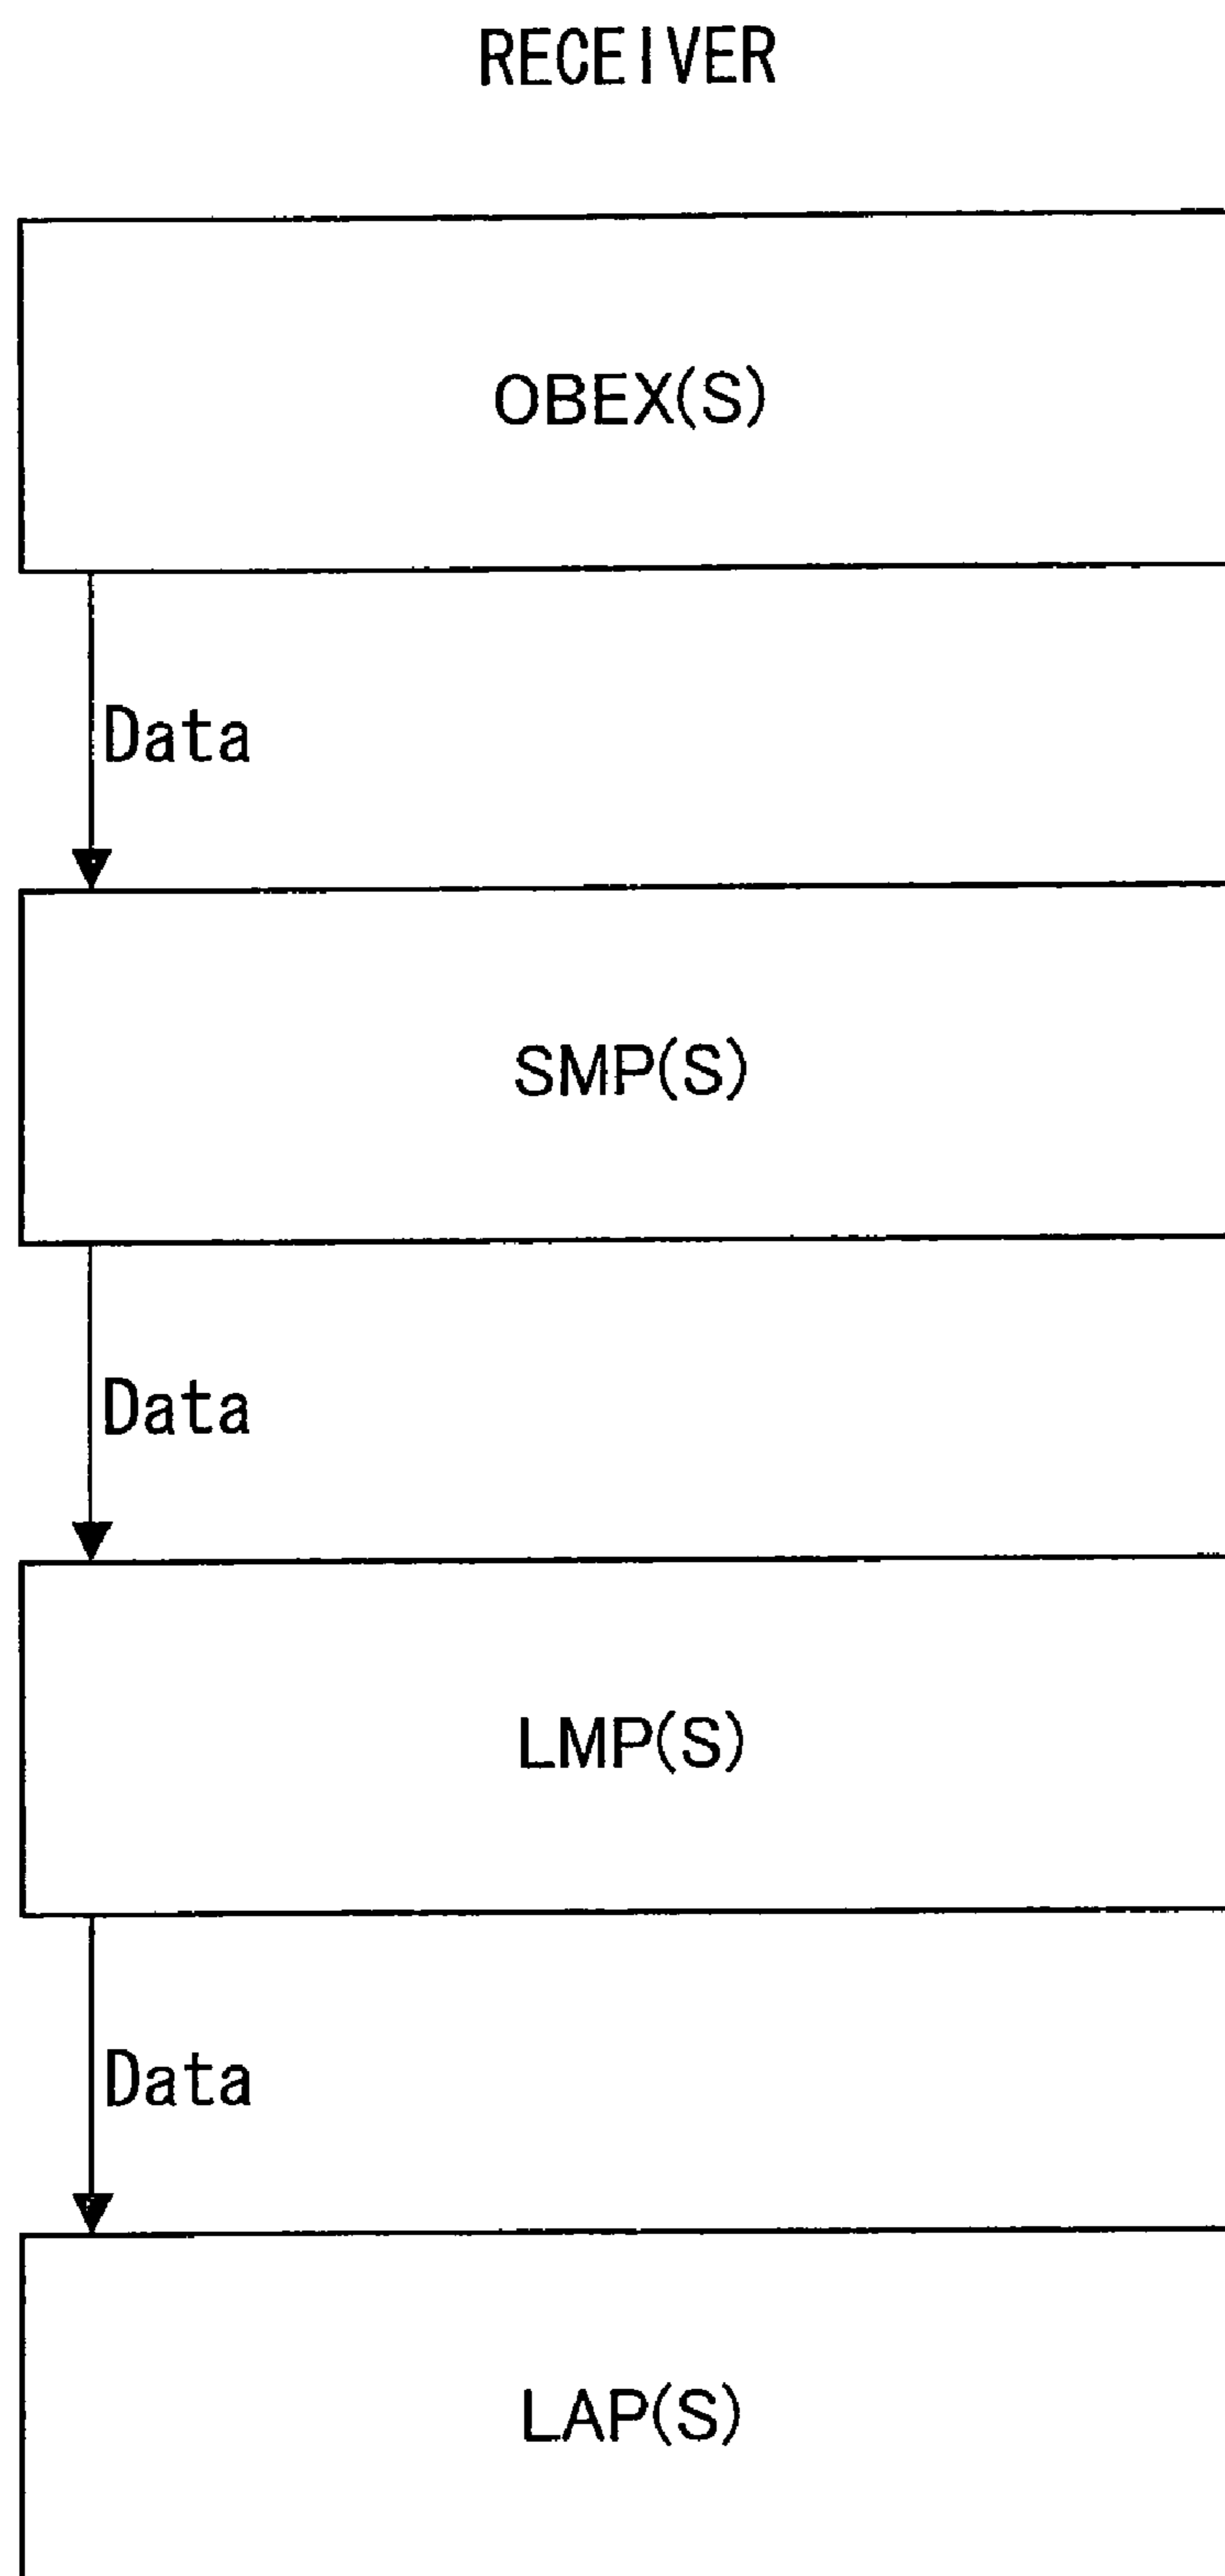 RECEIVER
OBEX(S)
Data
SMP(S)
Data
LMP(S)
Data
LAP(S)